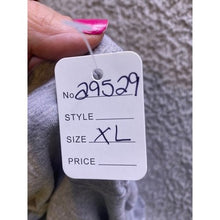 No. 29529
STYLE
SIZE XL
PRICE